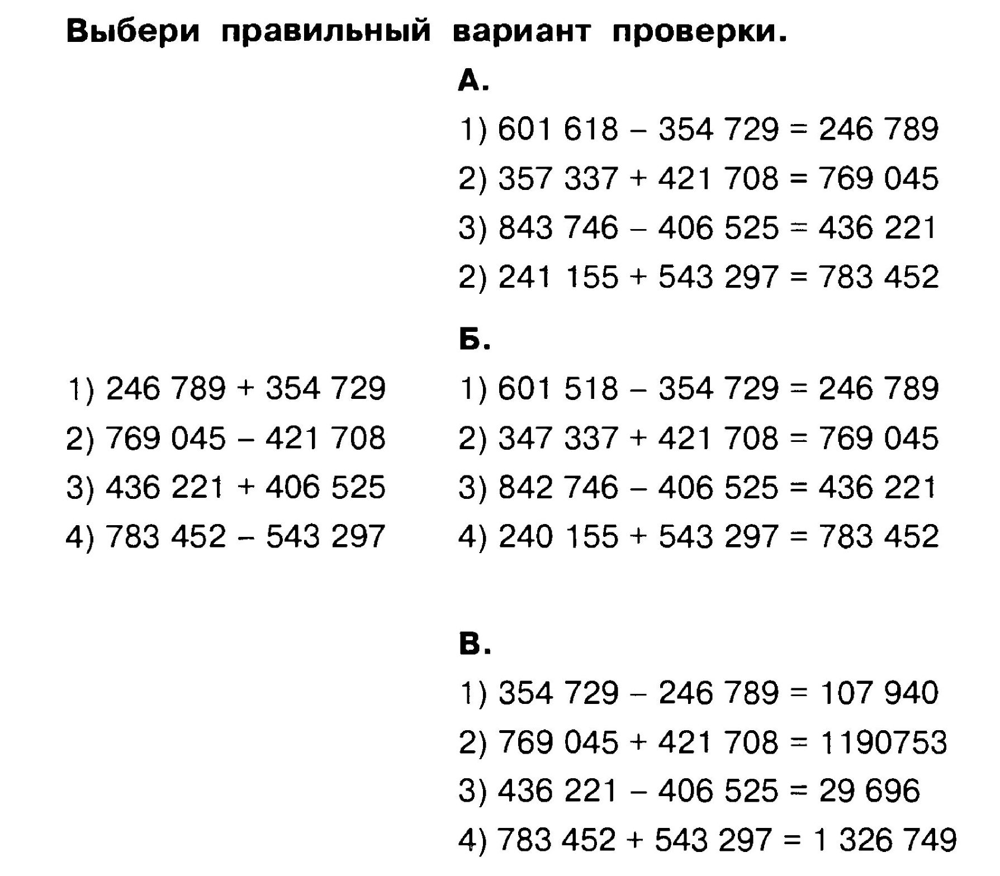 Выбери правильный вариант проверки.
А.
1) 601 618 – 354 729 = 246 789
2) 357 337 + 421 708 = 769 045
3) 843 746 – 406 525 = 436 221
2) 241 155 + 543 297 = 783 452
1) 246 789 + 354 729
2) 769 045 – 421 708
3) 436 221 + 406 525
4) 783 452 – 543 297
Б.
1) 601 518 – 354 729 = 246 789
2) 347 337 + 421 708 = 769 045
3) 842 746 – 406 525 = 436 221
4) 240 155 + 543 297 = 783 452
В.
1) 354 729 – 246 789 = 107 940
2) 769 045 + 421 708 = 1190753
3) 436 221 – 406 525 = 29 696
4) 783 452 + 543 297 = 1 326 749